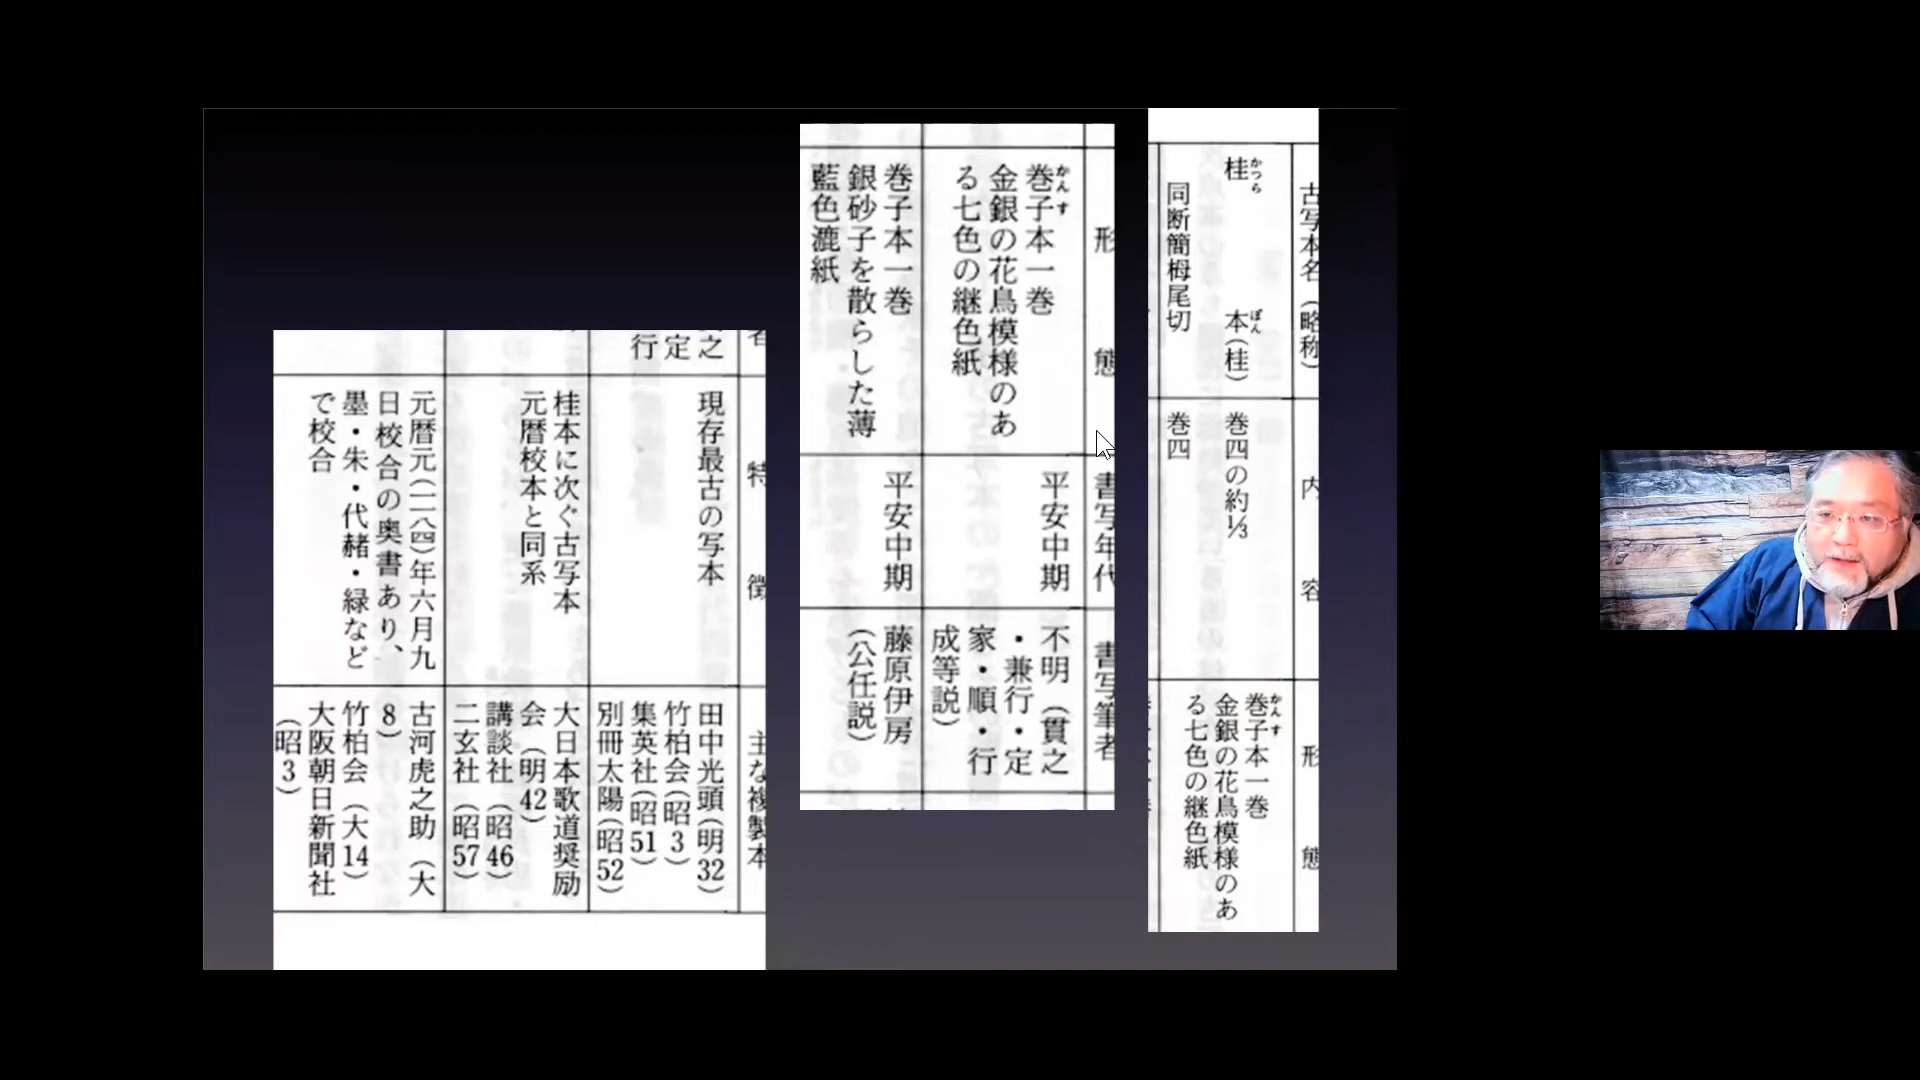 古写本名（略称）
桂本（桂）
かつら
ぼん
同断簡栂尾切
内容
巻四の約1/3
巻四
形態
巻子本一巻
かんす
金銀の花鳥模様のあ
る七色の継色紙
形態
巻子本一巻
かんす
金銀の花鳥模様のあ
る七色の継色紙
巻子本一巻
銀砂子を散らした薄
藍色漉紙
書写年代
平安中期
平安中期
書写筆者
不明（貫之
・兼行・定
家・順・行
成等説）
藤原伊房
（公任説）
者
之
定
行
特徴
現存最古の写本
桂本に次ぐ古写本
元暦校本と同系
元暦元（一一八四）年六月九
日校合の奥書あり、
墨・朱・代赭・緑など
で校合
主な複製本
田中光頭（明32）
竹柏会（昭3）
集英社（昭51）
別冊太陽（昭52）
大日本歌道奨励
会（明42）
講談社（昭46）
二玄社（昭57）
古河虎之助（大
8）
竹柏会（大14）
大阪朝日新聞社
（昭3）